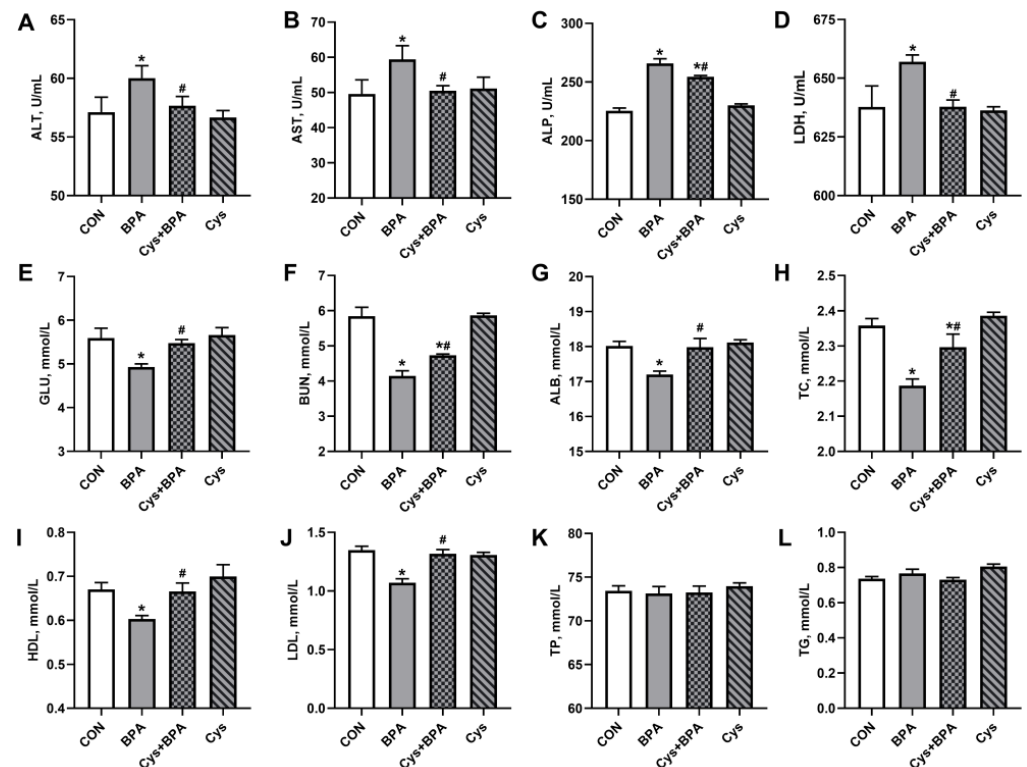 A
ALT, U/mL
65
60
55
50
CON
BPA
Cys+BPA
Cys
*
#
B
AST, U/mL
70
60
50
40
30
20
CON
BPA
Cys+BPA
Cys
*
#
C
ALP, U/mL
300
250
200
150
CON
BPA
Cys+BPA
Cys
*
*#
D
LDH, U/mL
675
650
625
600
CON
BPA
Cys+BPA
Cys
*
#
E
GLU, mmol/L
7
6
5
4
3
CON
BPA
Cys+BPA
Cys
*
#
F
BUN, mmol/L
7
6
5
4
3
2
CON
BPA
Cys+BPA
Cys
*
*#
G
ALB, mmol/L
20
19
18
17
16
15
CON
BPA
Cys+BPA
Cys
*
#
H
TC, mmol/L
2.5
2.4
2.3
2.2
2.1
2.0
CON
BPA
Cys+BPA
Cys
*
*#
I
HDL, mmol/L
0.8
0.7
0.6
0.5
0.4
CON
BPA
Cys+BPA
Cys
*
#
J
LDL, mmol/L
1.5
1.0
0.5
0.0
CON
BPA
Cys+BPA
Cys
*
#
K
TP, mmol/L
80
75
70
65
60
CON
BPA
Cys+BPA
Cys
L
TG, mmol/L
1.0
0.8
0.6
0.4
0.2
0.0
CON
BPA
Cys+BPA
Cys